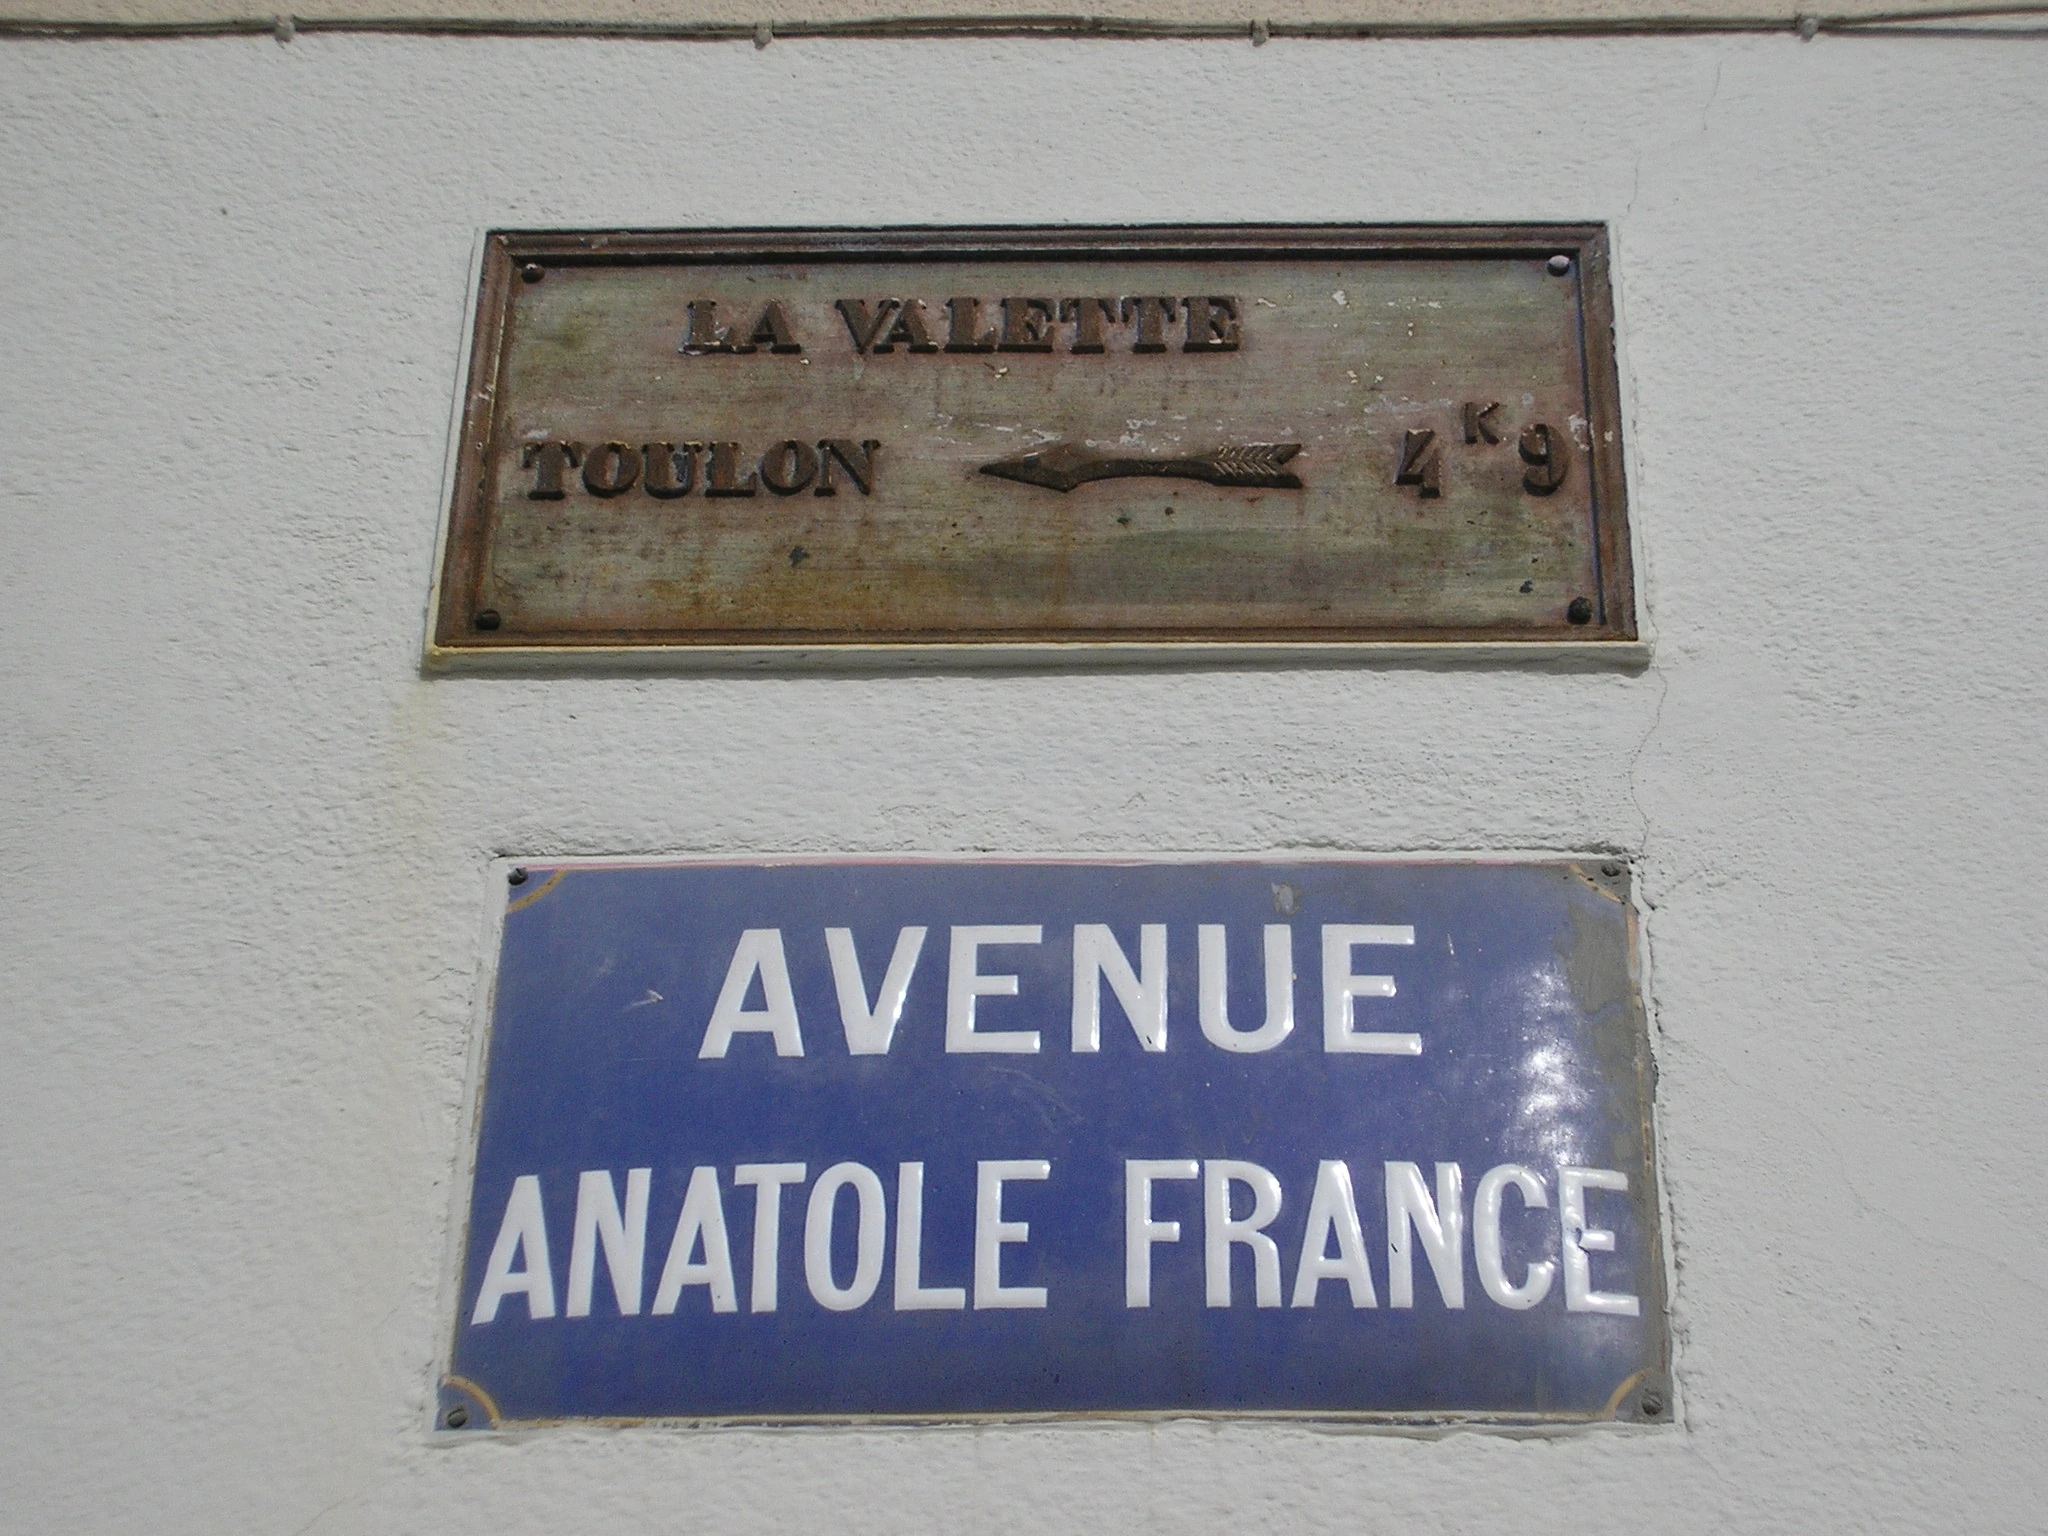 LA VALETTE
TOULON 4K9
AVENUE
ANATOLE FRANCE